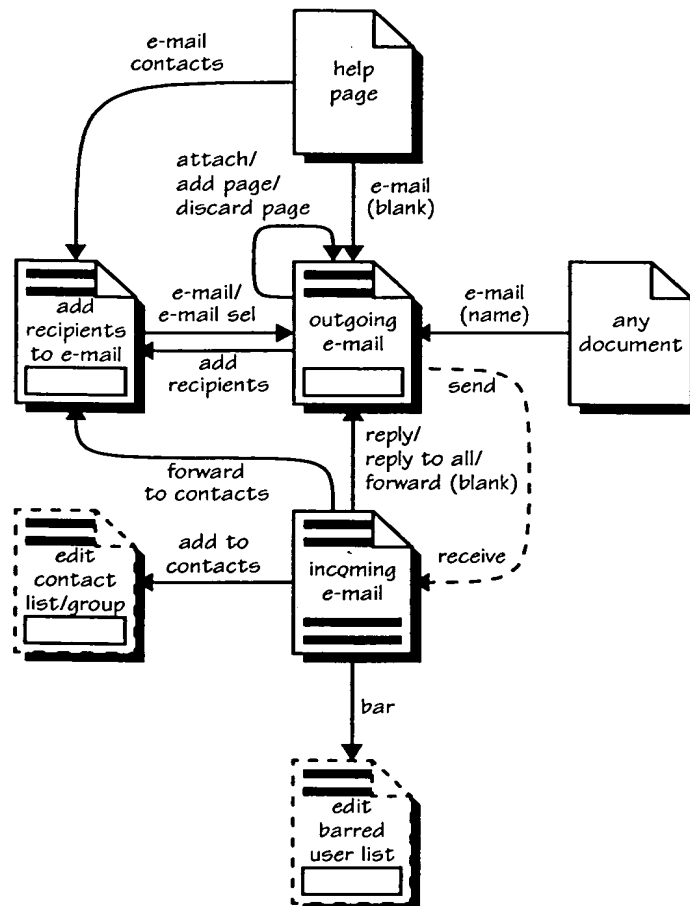 e-mail
contacts
help
page
attach/
add page/
discard page
e-mail
(blank)
add
recipients
to e-mail
e-mail/
e-mail sel
add
recipients
outgoing
e-mail
e-mail
(name)
any
document
send
reply/
reply to all/
forward (blank)
forward
to contacts
edit
contact
list/group
add to
contacts
incoming
e-mail
receive
bar
edit
barred
user list